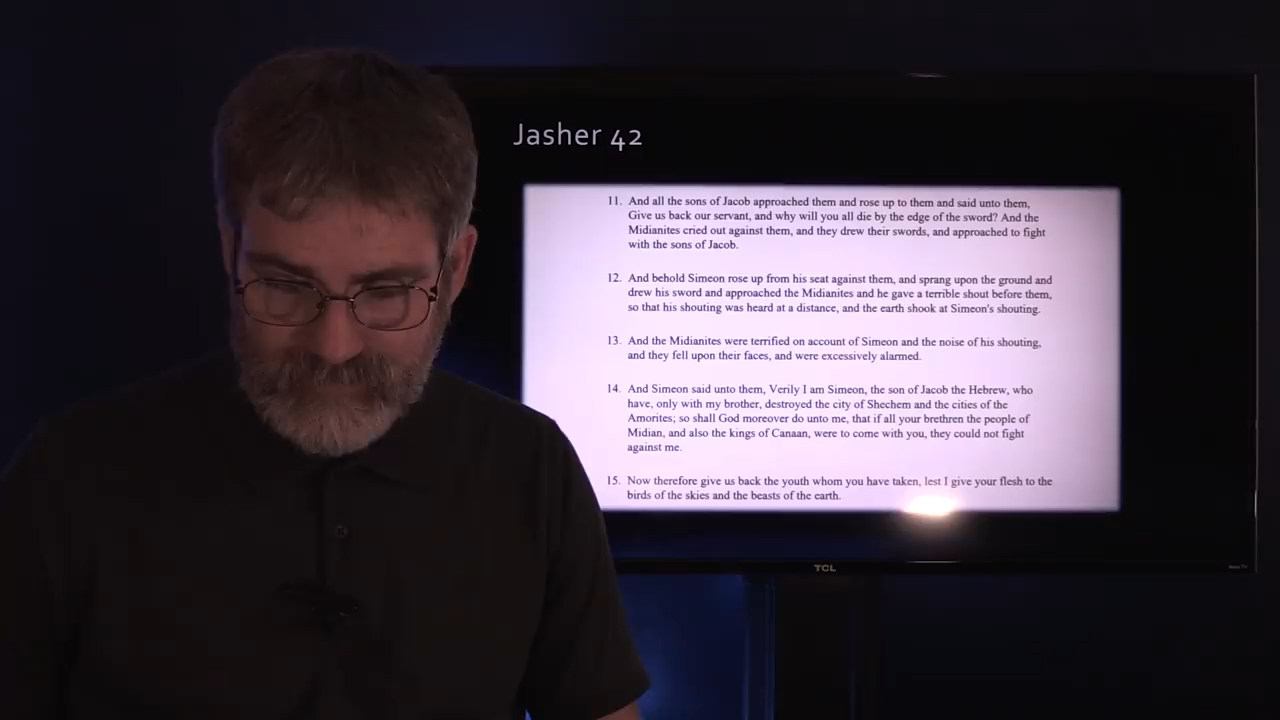 Jasher 42
11. And all the sons of Jacob approached them and rose up to them and said unto them,
Give us back our servant, and why will you all die by the edge of the sword? And the
Midianites cried out against them, and they drew their swords, and approached to fight
with the sons of Jacob.
12. And behold Simeon rose up from his seat against them, and sprang upon the ground and
drew his sword and approached the Midianites and he gave a terrible shout before them,
so that his shouting was heard at a distance, and the earth shook at Simeon's shouting.
13. And the Midianites were terrified on account of Simeon and the noise of his shouting,
and they fell upon their faces, and were excessively alarmed.
14. And Simeon said unto them, Verily I am Simeon, the son of Jacob the Hebrew, who
have, only with my brother, destroyed the city of Shechem and the cities of the
Amorites; so shall God moreover do unto me, that if all your brethren the people of
Midian, and also the kings of Canaan, were to come with you, they could not fight
against me.
15. Now therefore give us back the youth whom you have taken, lest I give your flesh to the
birds of the skies and the beasts of the earth.
TCL